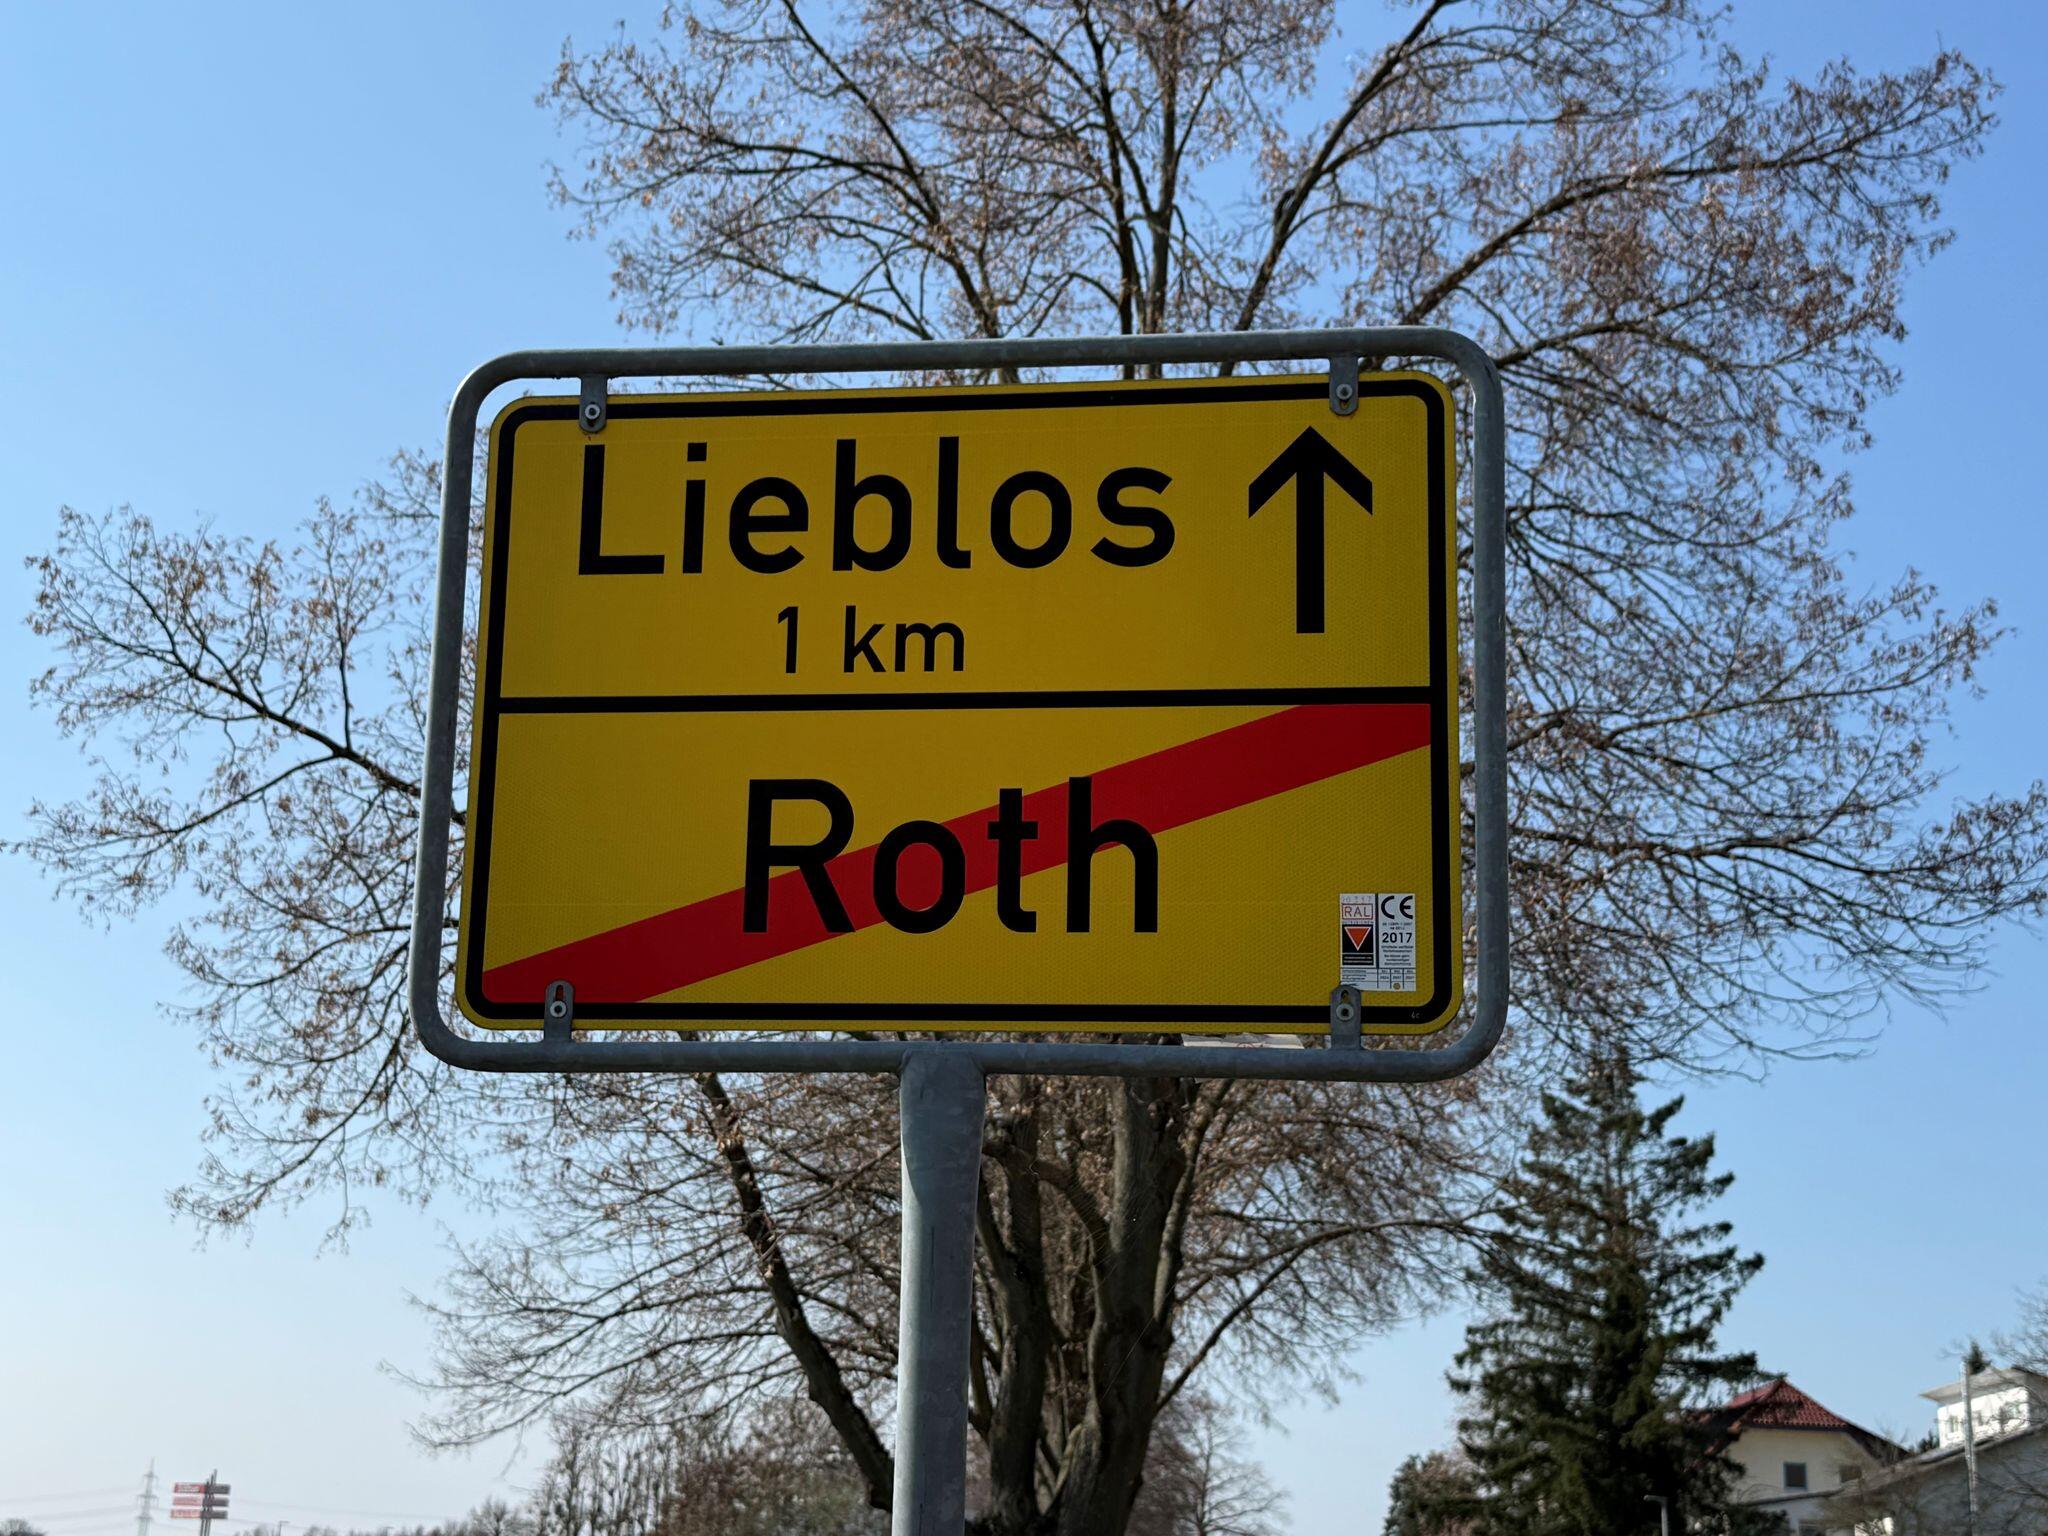 Lieblos
1 km
Roth
RAL
CE
2017